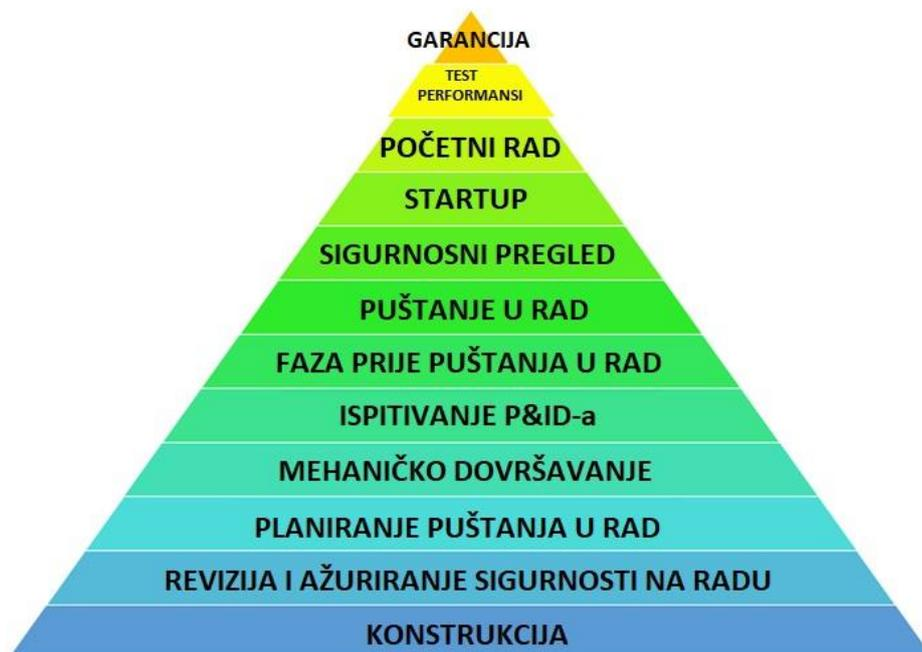 GARANCIJA
TEST
PERFORMANSI
POČETNI RAD
STARTUP
SIGURNOSNI PREGLED
PUŠTANJE U RAD
FAZA PRIJE PUŠTANJA U RAD
ISPITIVANJE P&ID-a
MEHANIČKO DOVRŠAVANJE
PLANIRANJE PUŠTANJA U RAD
REVIZIJA I AŽURIRANJE SIGURNOSTI NA RADU
KONSTRUKCIJA